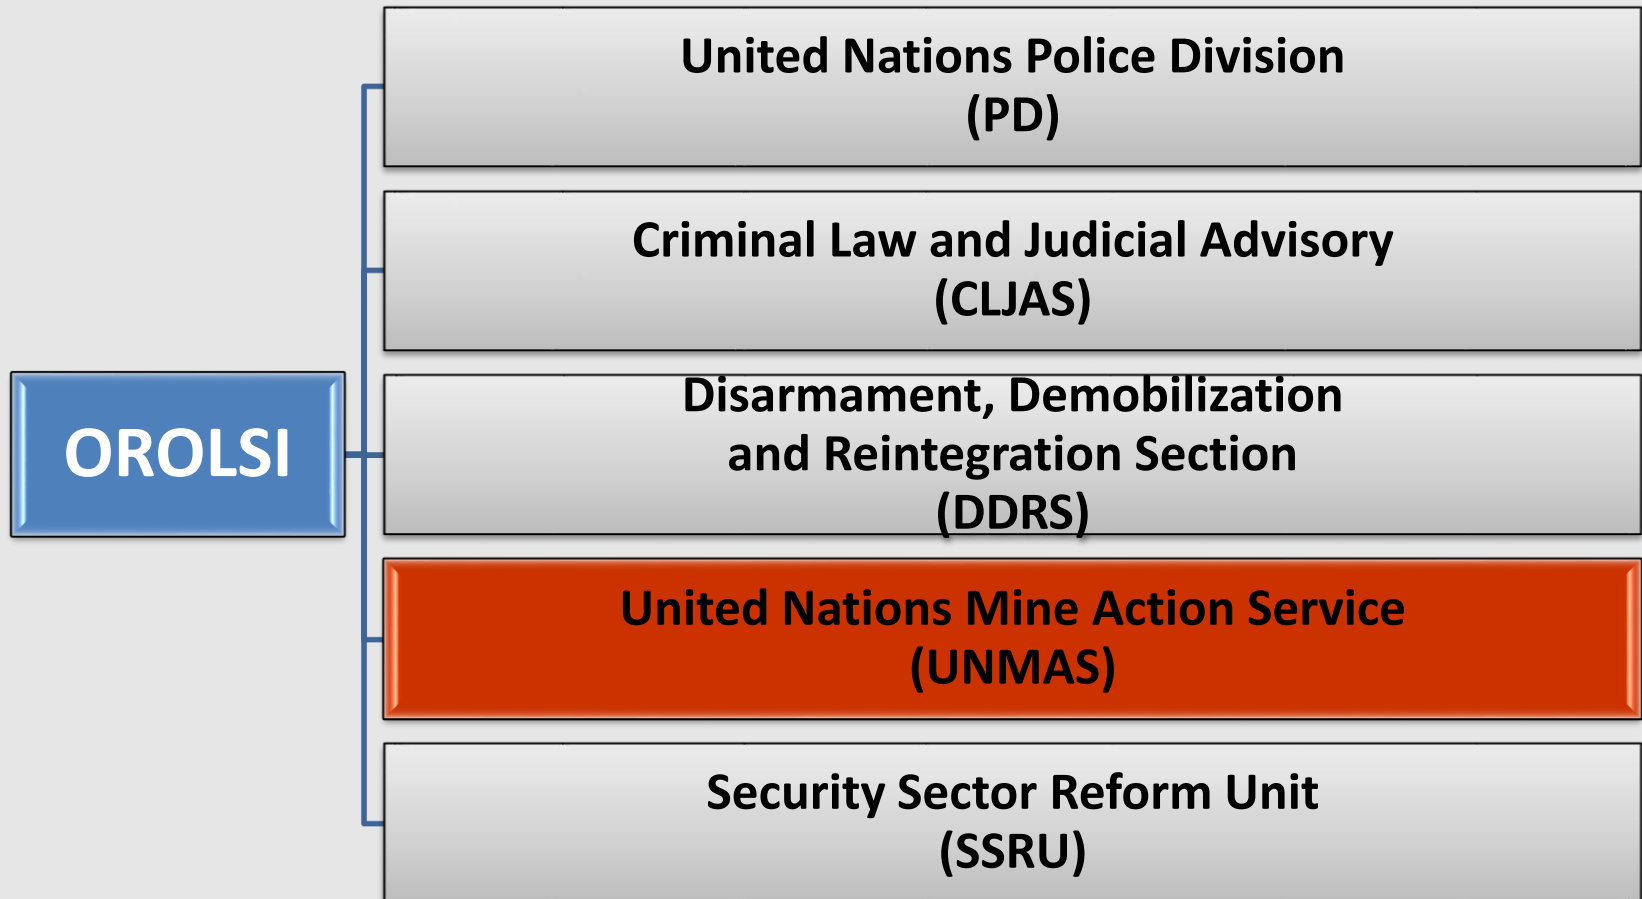 OROLSI
United Nations Police Division
(PD)
Criminal Law and Judicial Advisory
(CLJAS)
Disarmament, Demobilization
and Reintegration Section
(DDRS)
United Nations Mine Action Service
(UNMAS)
Security Sector Reform Unit
(SSRU)